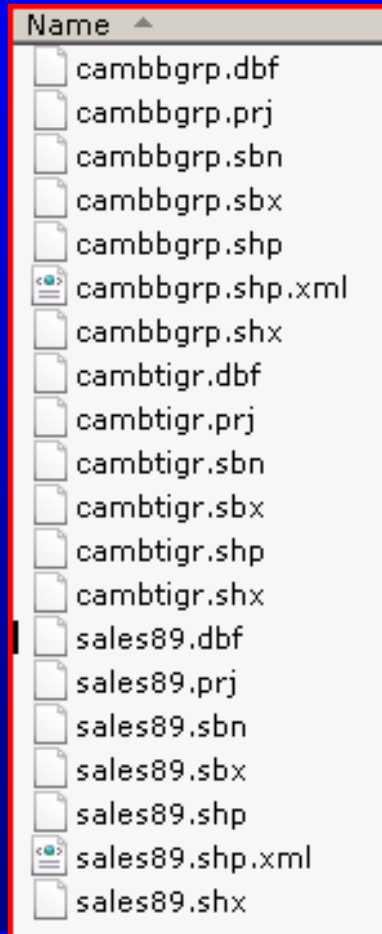 Name
cambbgrp.dbf
cambbgrp.prj
cambbgrp.sbn
cambbgrp.sbx
cambbgrp.shp
cambbgrp.shp.xml
cambbgrp.shx
cambtigr.dbf
cambtigr.prj
cambtigr.sbn
cambtigr.sbx
cambtigr.shp
cambtigr.shx
sales89.dbf
sales89.prj
sales89.sbn
sales89.sbx
sales89.shp
sales89.shp.xml
sales89.shx